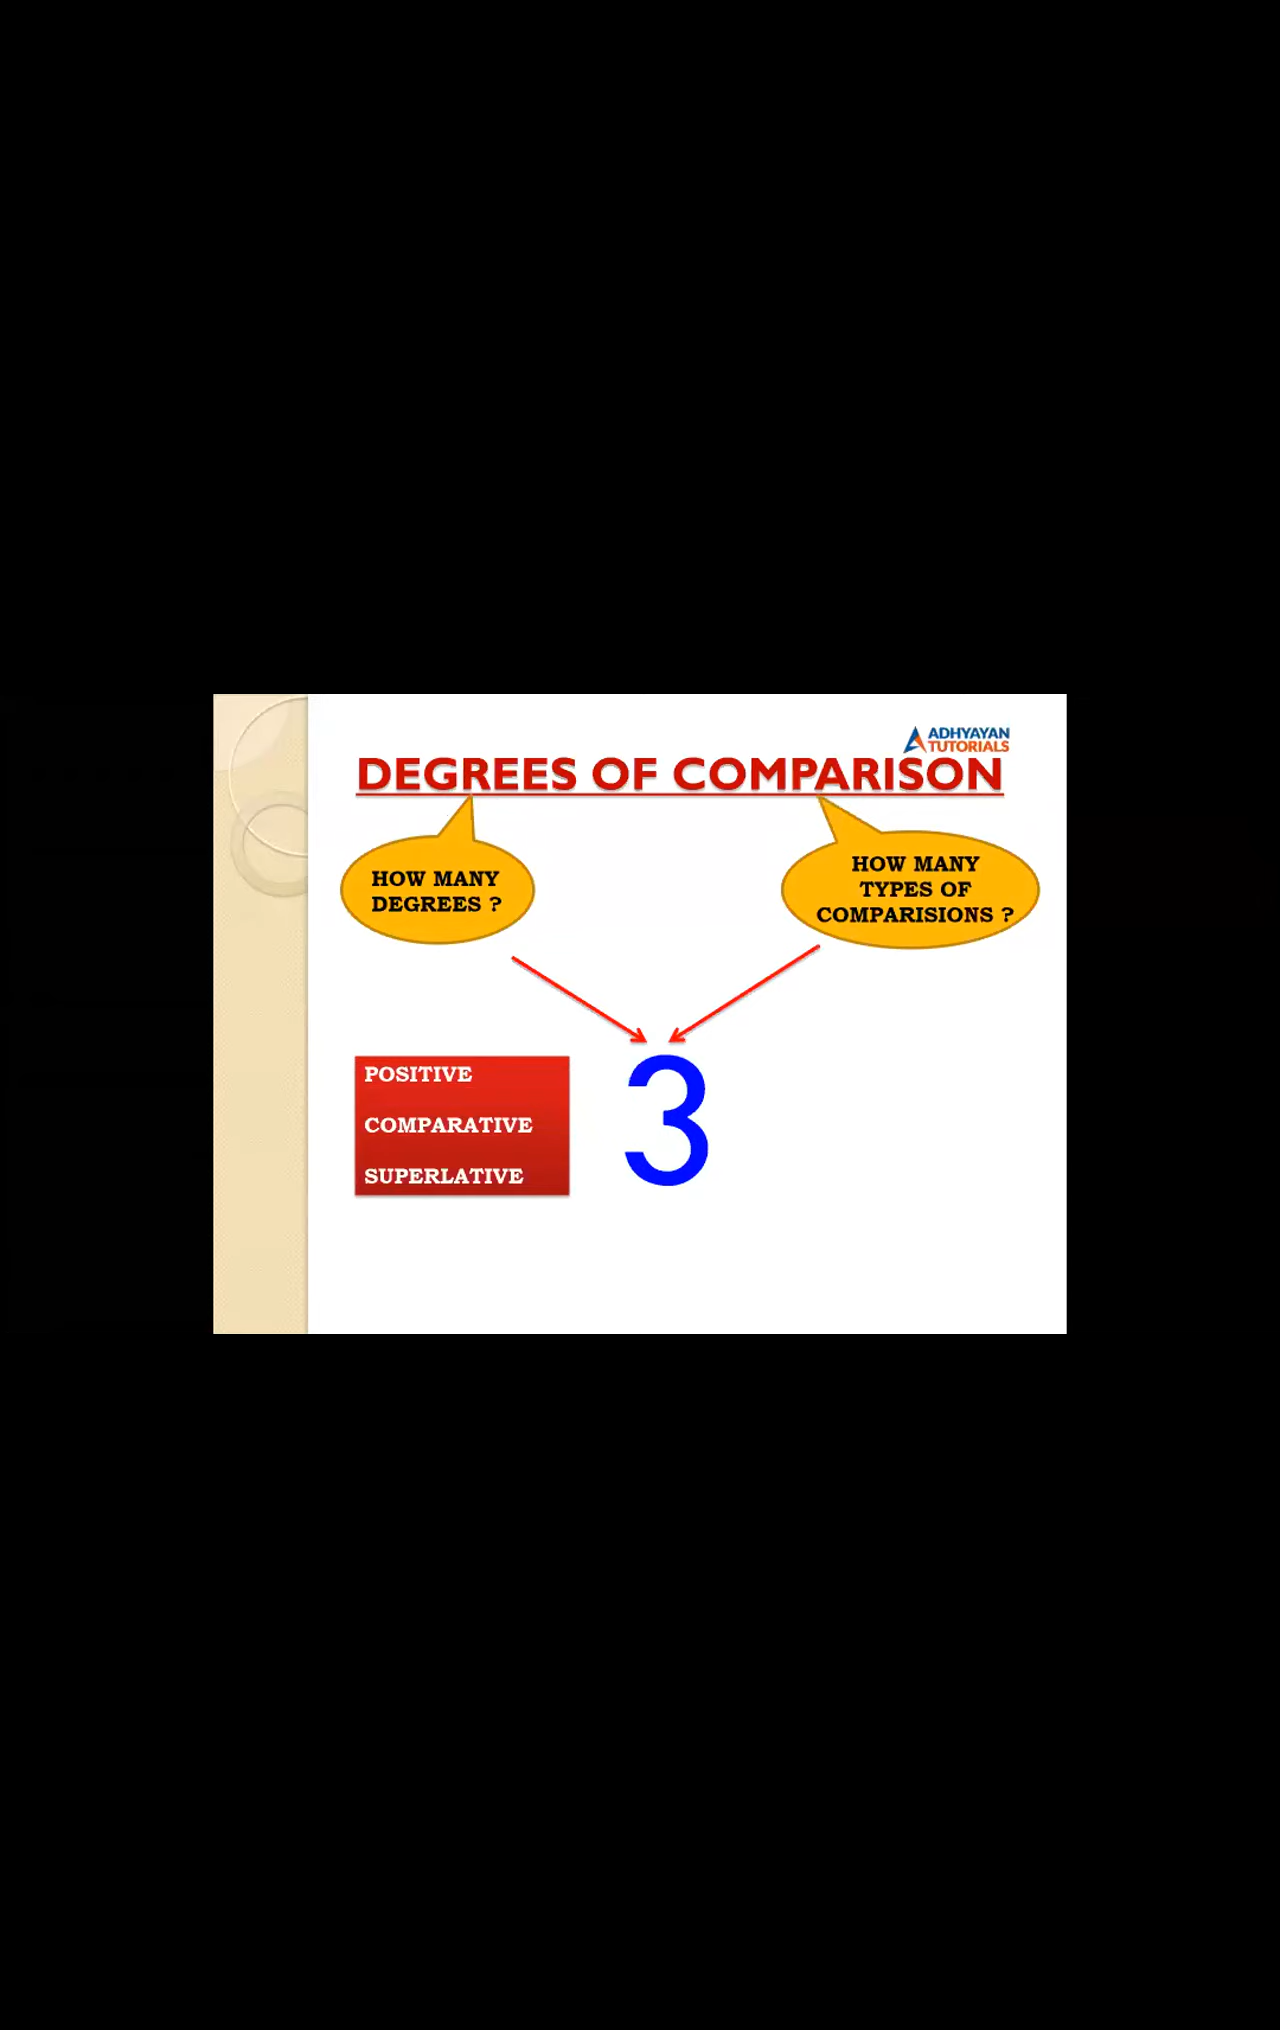 ADHYAYAN
TUTORIALS
DEGREES OF COMPARISON
HOW MANY
DEGREES ?
HOW MANY
TYPES OF
COMPARISIONS ?
POSITIVE
COMPARATIVE
SUPERLATIVE
3